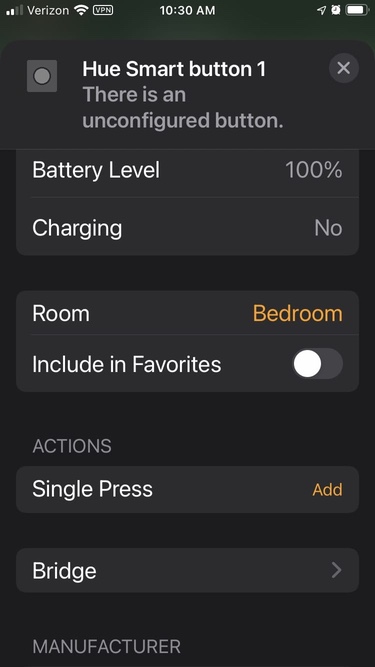 Verizon VPN 10:30 AM
Hue Smart button 1
There is an
unconfigured button.
Battery Level 100%
Charging No
Room Bedroom
Include in Favorites
ACTIONS
Single Press Add
Bridge
MANUFACTURER